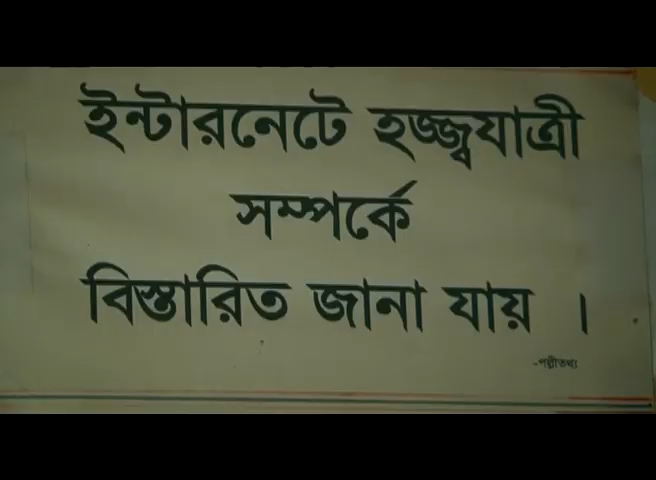 ইন্টারনেটে হজ্জ্বযাত্রী
সম্পর্কে
বিস্তারিত জানা যায় ।
-পল্লীতথ্য